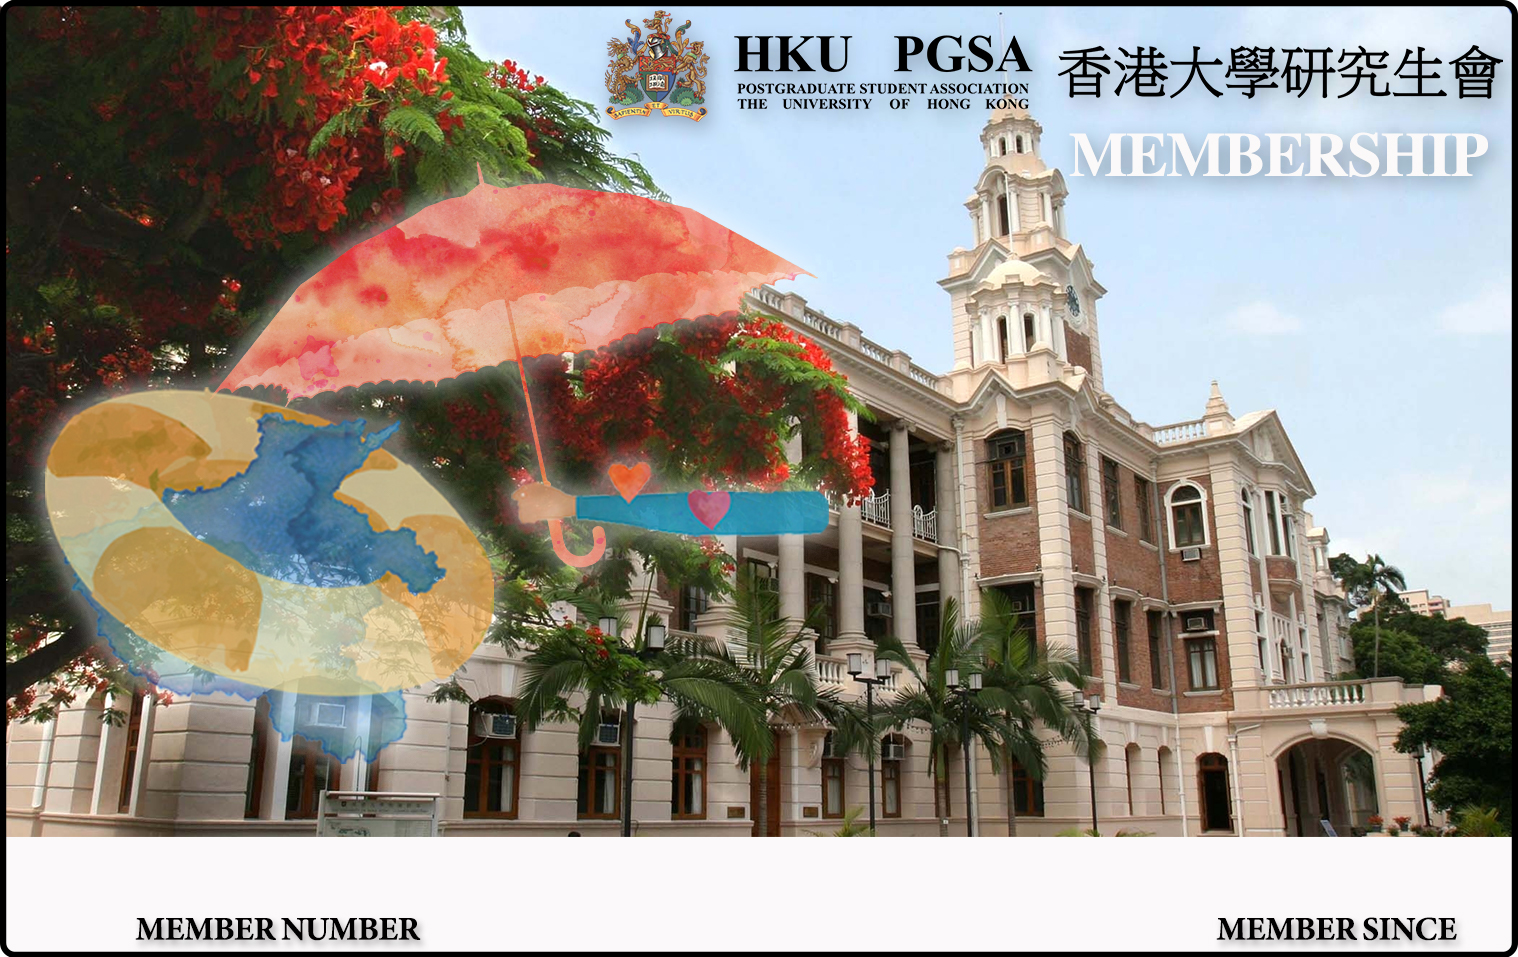 HKU PGSA
POSTGRADUATE STUDENT ASSOCIATION
THE UNIVERSITY OF HONG KONG
香港大學研究生會
MEMBERSHIP
SAPIENTIA ET VIRTUS
MEMBER NUMBER
MEMBER SINCE